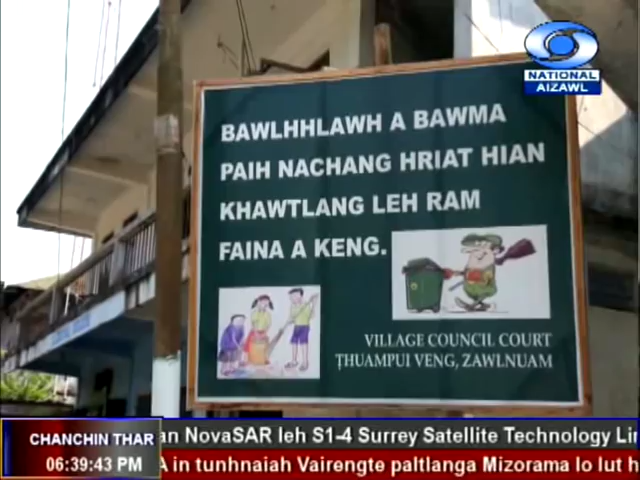 NATIONAL
AIZAWL
BAWLHHLAWH A BAWMA
PAIH NACHANG HRIAT HIAN
KHAWTLANG LEH RAM
FAINA A KENG.
VILLAGE COUNCIL COURT
ṬHUAMPUI VENG, ZAWLNUAM
CHANCHIN THAR
an NovaSAR leh S1-4 Surrey Satellite Technology Li
06:39:43 PM
A in tunhnaiah Vairengte paltlanga Mizorama lo lut h